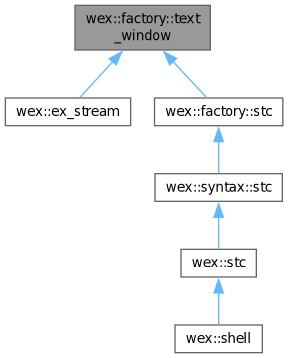 wex::factory::text
_window
wex::ex_stream
wex::factory::stc
wex::syntax::stc
wex::stc
wex::shell